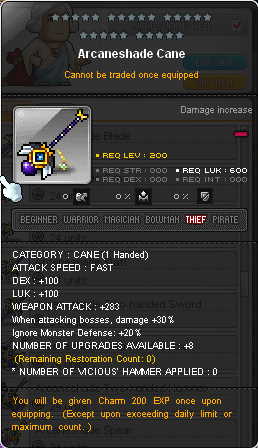 Arcaneshade Cane
Cannot be traded once equipped
Damage increase
REQ LEV : 200
REQ STR : 000
REQ LUK : 600
REQ DEX : 000
REQ INT : 000
0 %
0 %
BEGINNER WARRIOR MAGICIAN BOWMAN THIEF PIRATE
CATEGORY : CANE (1 Handed)
ATTACK SPEED : FAST
DEX : +100
LUK : +100
WEAPON ATTACK : +283
When attacking bosses, damage +30%
Ignore Monster Defense: +20%
NUMBER OF UPGRADES AVAILABLE : +8
(Remaining Restoration Count: 0)
* NUMBER OF VICIOUS' HAMMER APPLIED : 0
You will be given Charm 200 EXP once upon
equipping. (Except upon exceeding daily limit or
maximum count. )